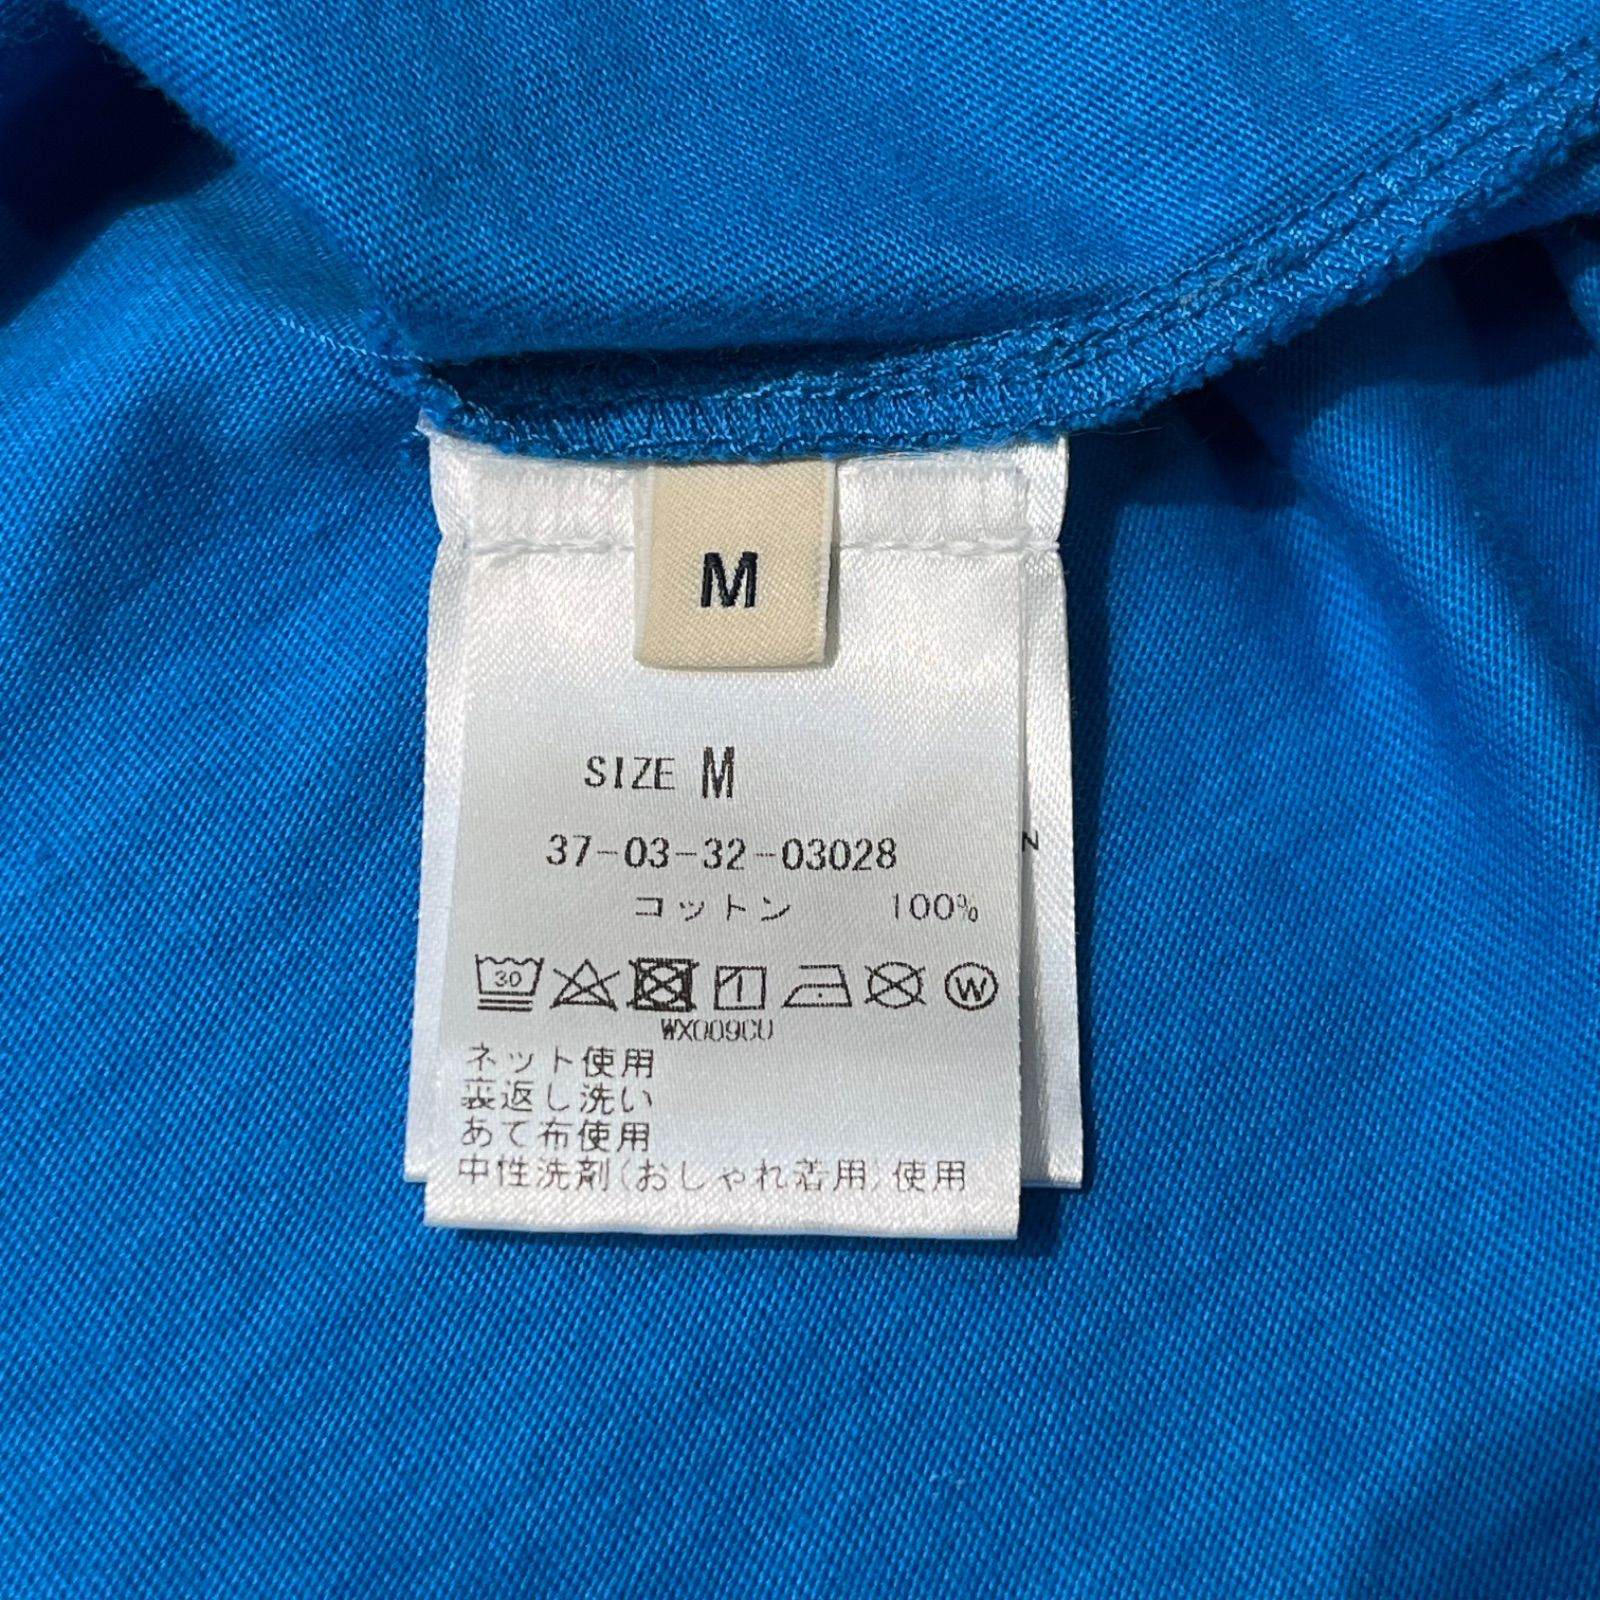 M
SIZE M
37-03-32-03028
N
コットン 100%
30
W
WX009CU
ネット使用
裏返し洗い
あて布使用
中性洗剤(おしゃれ着用)使用